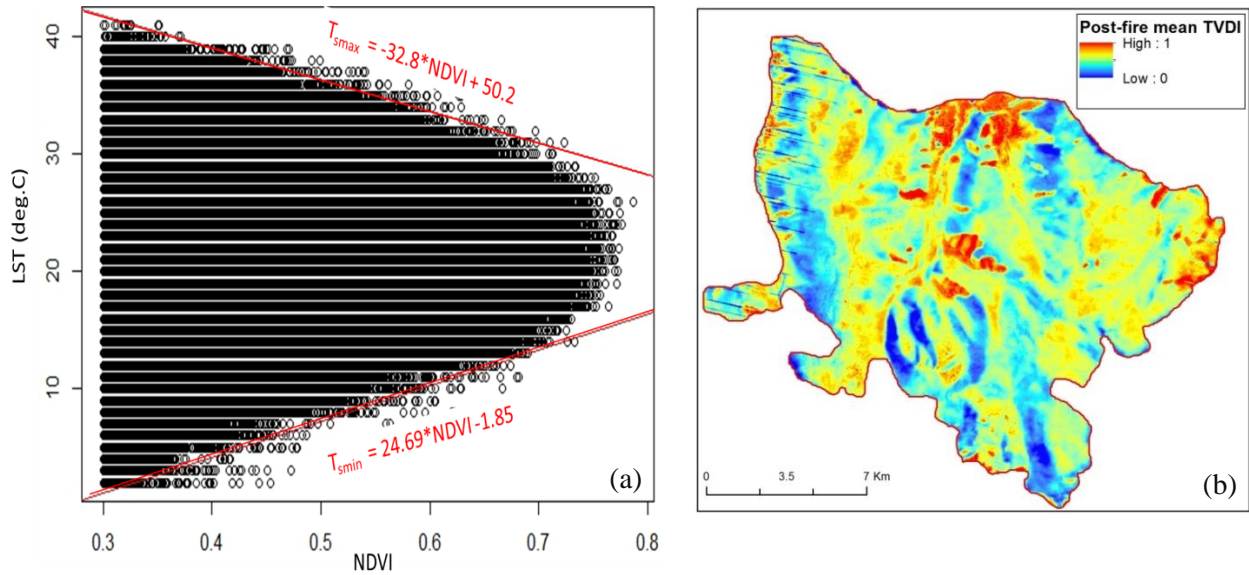 T_smax = -32.8*NDVI + 50.2
40
30
20
10
LST (deg.C)
T_smin = 24.69*NDVI -1.85
(a)
0.3 0.4 0.5 0.6 0.7 0.8
NDVI
Post-fire mean TVDI
High : 1
Low : 0
0 3.5 7 Km
(b)